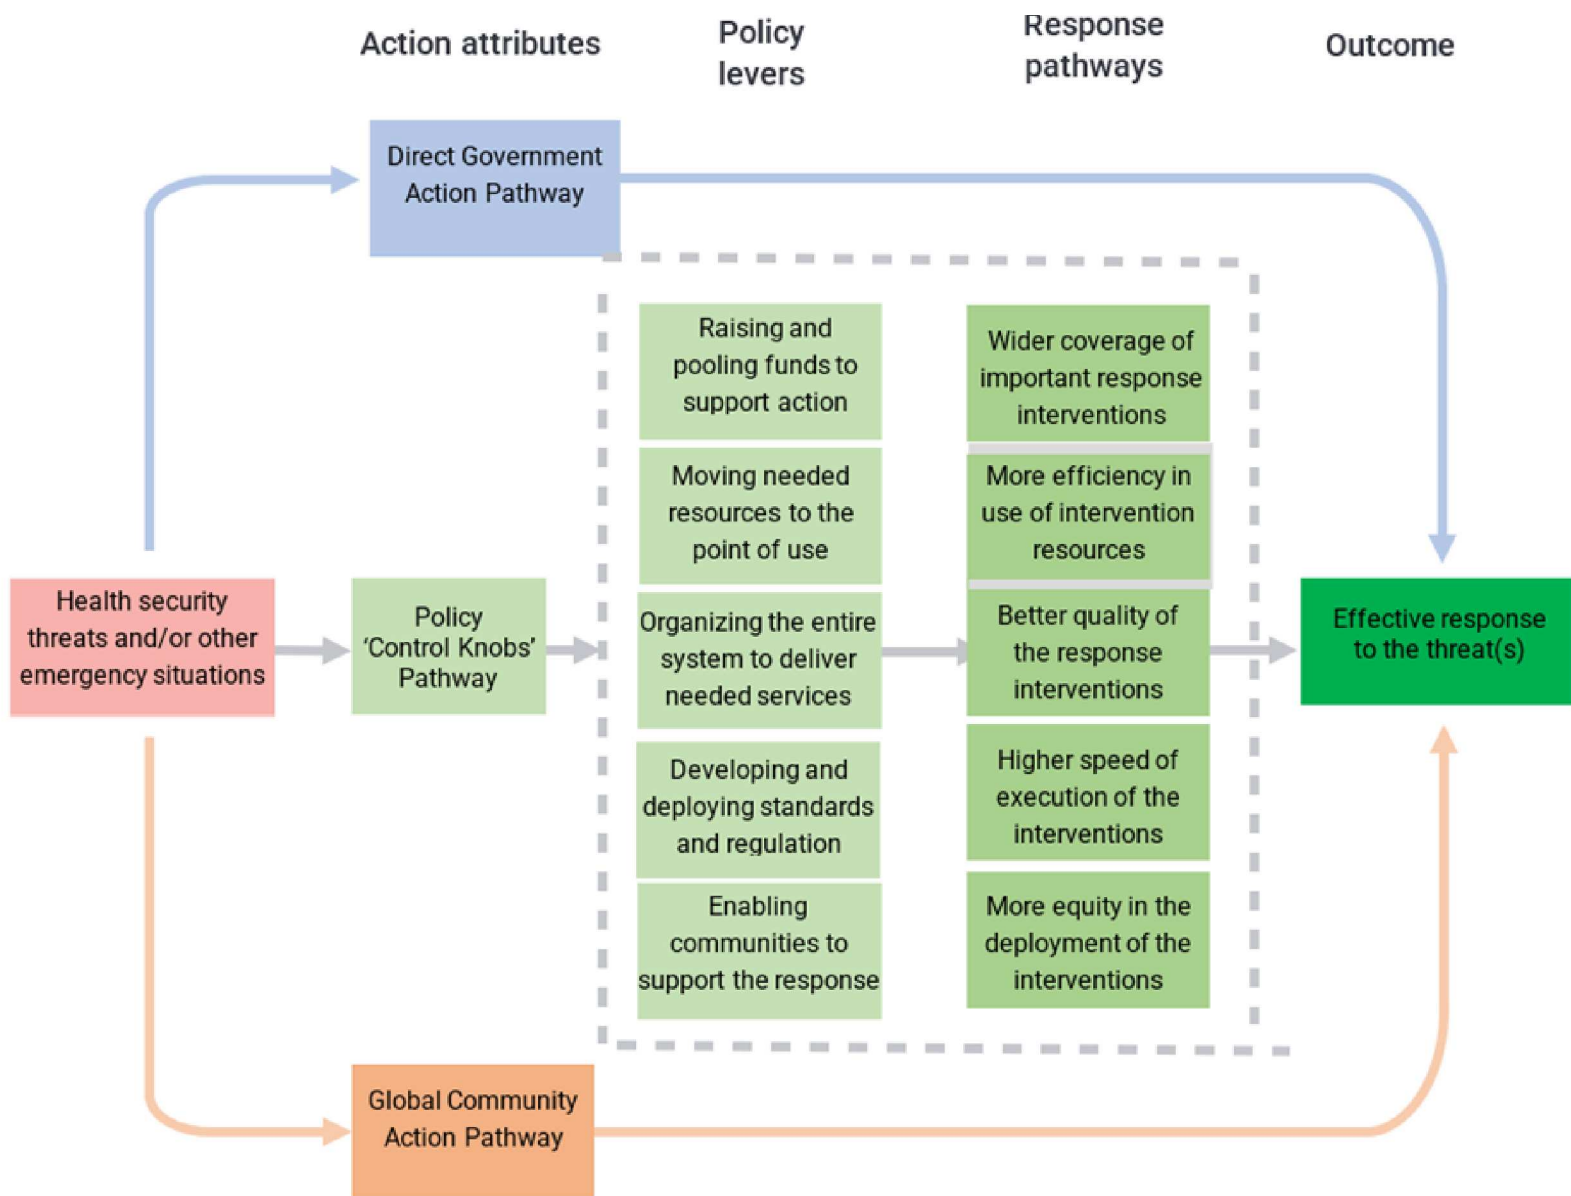 Action attributes
Policy
levers
Response
pathways
Outcome
Direct Government
Action Pathway
Raising and
pooling funds to
support action
Moving needed
resources to the
point of use
Organizing the entire
system to deliver
needed services
Developing and
deploying standards
and regulation
Enabling
communities to
support the response
Wider coverage of
important response
interventions
More efficiency in
use of intervention
resources
Better quality of
the response
interventions
Higher speed of
execution of the
interventions
More equity in the
deployment of the
interventions
Health security
threats and/or other
emergency situations
Policy
‘Control Knobs’
Pathway
Effective response
to the threat(s)
Global Community
Action Pathway